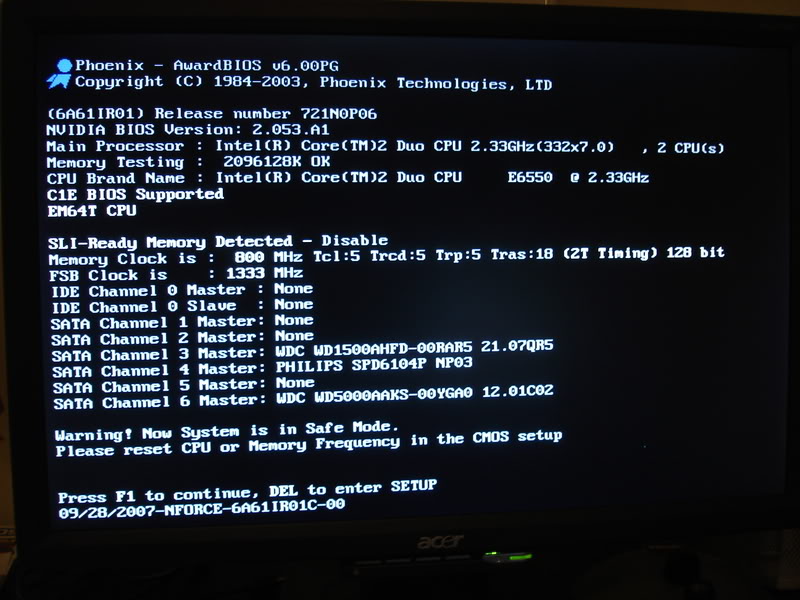 Phoenix - AwardBIOS v6.00PG
Copyright (C) 1984-2003, Phoenix Technologies, LTD
(6A61IR01) Release number 721N0P06
NVIDIA BIOS Version: 2.053.A1
Main Processor : Intel(R) Core(TM)2 Duo CPU 2.33GHz(332x7.0) , 2 CPU(s)
Memory Testing : 2096128K OK
CPU Brand Name : Intel(R) Core(TM)2 Duo CPU E6550 @ 2.33GHz
C1E BIOS Supported
EM64T CPU
SLI-Ready Memory Detected - Disable
Memory Clock is : 800 MHz Tcl:5 Trcd:5 Trp:5 Tras:18 (2T Timing) 128 bit
FSB Clock is : 1333 MHz
IDE Channel 0 Master : None
IDE Channel 0 Slave : None
SATA Channel 1 Master: None
SATA Channel 2 Master: None
SATA Channel 3 Master: WDC WD1500AHFD-00RAR5 21.07QR5
SATA Channel 4 Master: PHILIPS SPD6104P NP03
SATA Channel 5 Master: None
SATA Channel 6 Master: WDC WD5000AAKS-00YGA0 12.01C02
Warning! Now System is in Safe Mode.
Please reset CPU or Memory Frequency in the CMOS setup
Press F1 to continue, DEL to enter SETUP
09/28/2007-NFORCE-6A61IR01C-00
acer